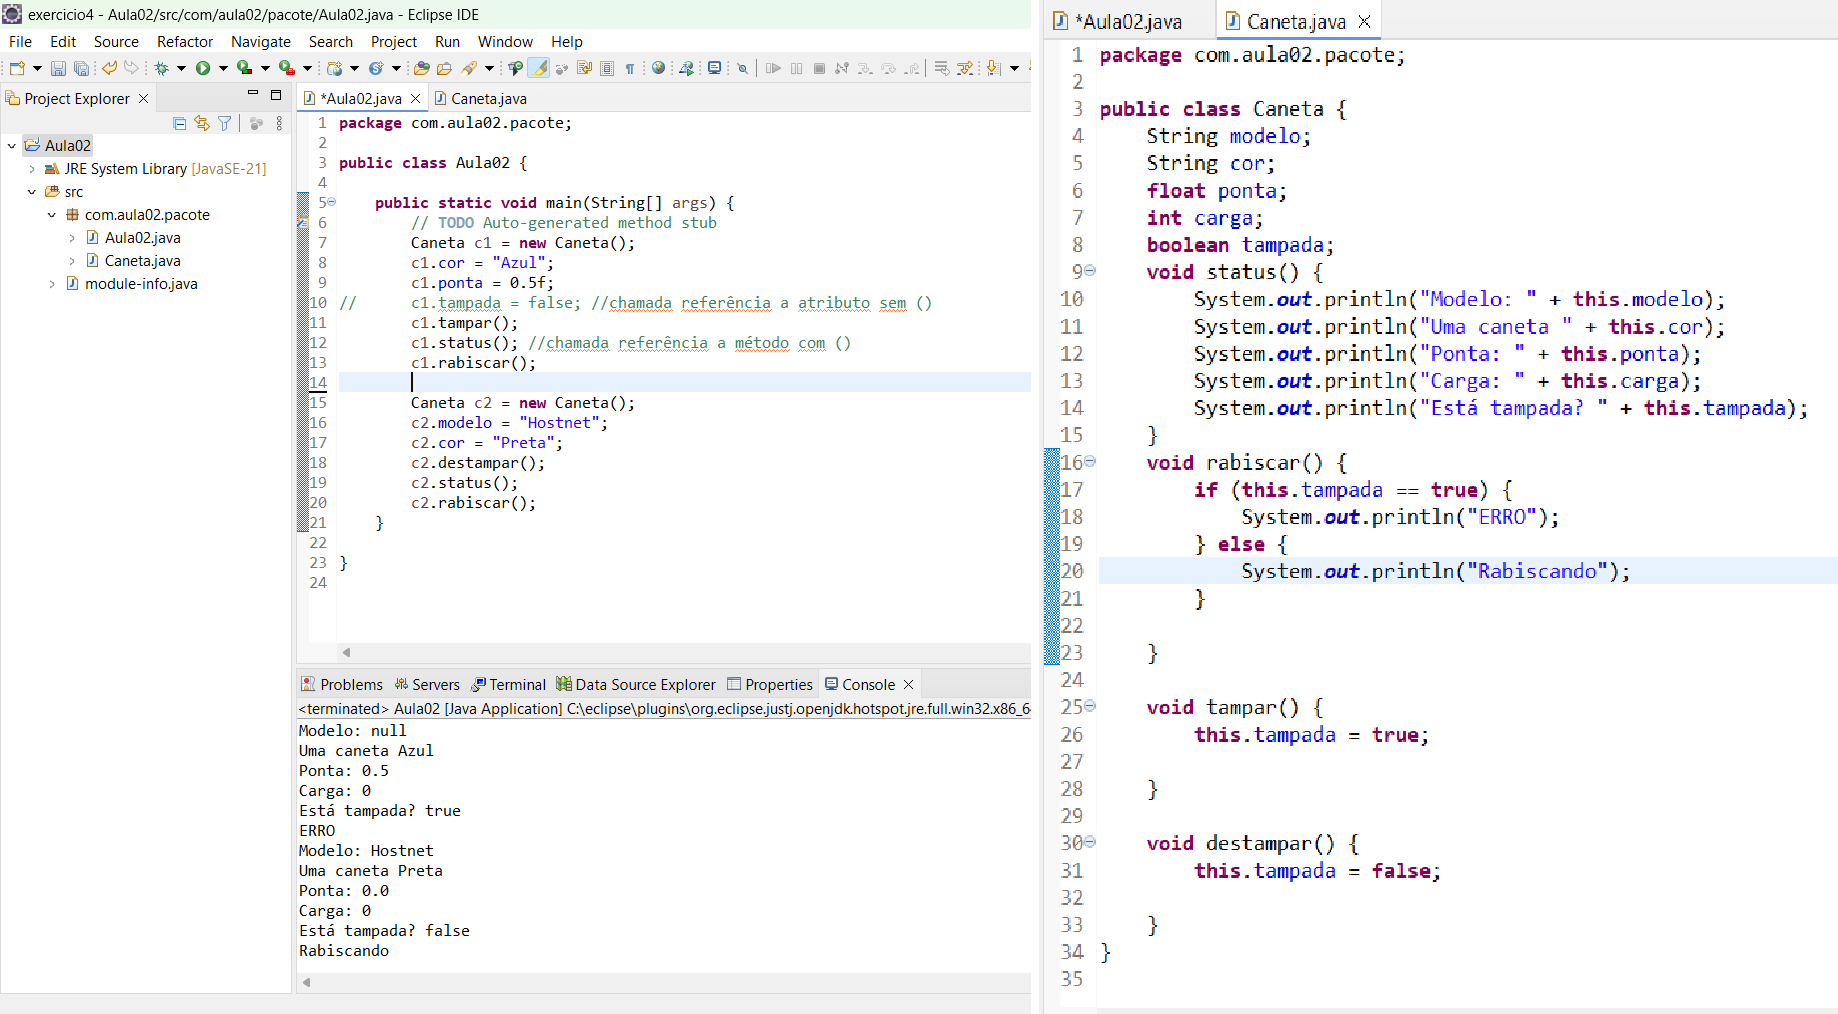 exercicio4 - Aula02/src/com/aula02/pacote/Aula02.java - Eclipse IDE
File Edit Source Refactor Navigate Search Project Run Window Help
Project Explorer
Aula02
JRE System Library [JavaSE-21]
src
com.aula02.pacote
Aula02.java
Caneta.java
module-info.java
*Aula02.java Caneta.java
1 package com.aula02.pacote;
2
3 public class Aula02 {
4
5 public static void main(String[] args) {
6 // TODO Auto-generated method stub
7 Caneta c1 = new Caneta();
8 c1.cor = "Azul";
9 c1.ponta = 0.5f;
10 // c1.tampada = false; //chamada referência a atributo sem ()
11 c1.tampar();
12 c1.status(); //chamada referência a método com ()
13 c1.rabiscar();
14
15 Caneta c2 = new Caneta();
16 c2.modelo = "Hostnet";
17 c2.cor = "Preta";
18 c2.destampar();
19 c2.status();
20 c2.rabiscar();
21 }
22
23 }
24
Problems Servers Terminal Data Source Explorer Properties Console
<terminated> Aula02 [Java Application] C:\eclipse\plugins\org.eclipse.justj.openjdk.hotspot.jre.full.win32.x86_6
Modelo: null
Uma caneta Azul
Ponta: 0.5
Carga: 0
Está tampada? true
ERRO
Modelo: Hostnet
Uma caneta Preta
Ponta: 0.0
Carga: 0
Está tampada? false
Rabiscando
*Aula02.java Caneta.java
1 package com.aula02.pacote;
2
3 public class Caneta {
4 String modelo;
5 String cor;
6 float ponta;
7 int carga;
8 boolean tampada;
9 void status() {
10 System.out.println("Modelo: " + this.modelo);
11 System.out.println("Uma caneta " + this.cor);
12 System.out.println("Ponta: " + this.ponta);
13 System.out.println("Carga: " + this.carga);
14 System.out.println("Está tampada? " + this.tampada);
15 }
16 void rabiscar() {
17 if (this.tampada == true) {
18 System.out.println("ERRO");
19 } else {
20 System.out.println("Rabiscando");
21 }
22
23 }
24
25 void tampar() {
26 this.tampada = true;
27
28 }
29
30 void destampar() {
31 this.tampada = false;
32
33 }
34 }
35